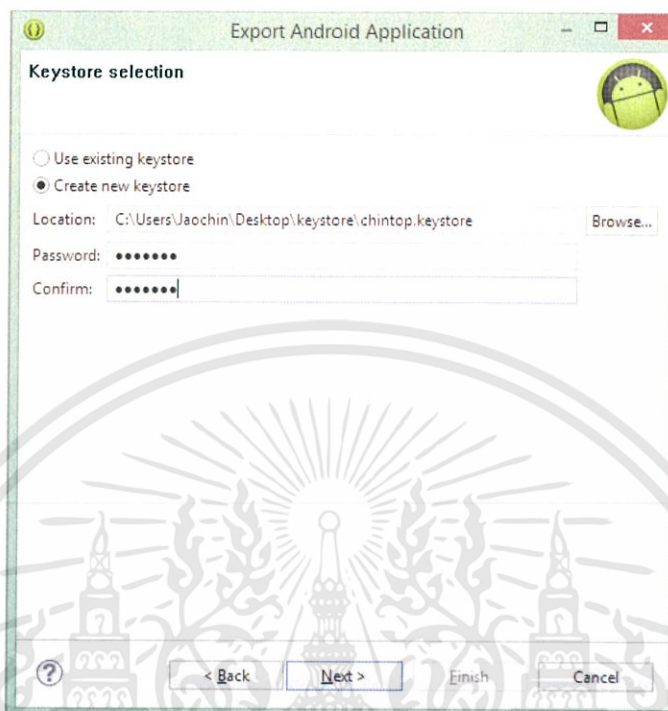 Export Android Application
Keystore selection
Use existing keystore
Create new keystore
Location: C:\Users\Jaochin\Desktop\keystore\chintop.keystore Browse...
Password: •••••••
Confirm: •••••••
? < Back Next > Finish Cancel